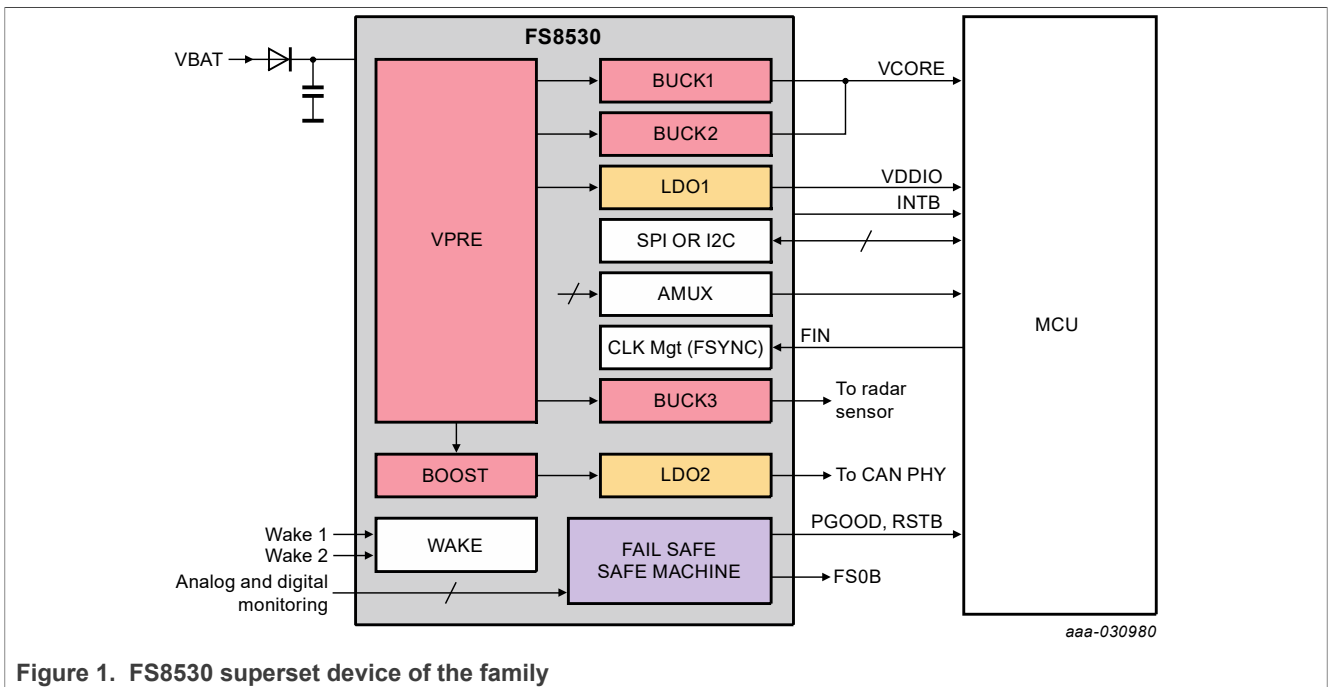 FS8530
VBAT
BUCK1
VCORE
BUCK2
LDO1
VDDIO
INTB
VPRE
SPI OR I2C
AMUX
MCU
CLK Mgt (FSYNC)
FIN
BUCK3
To radar
sensor
BOOST
LDO2
To CAN PHY
Wake 1
Wake 2
WAKE
FAIL SAFE
SAFE MACHINE
PGOOD, RSTB
FS0B
Analog and digital
monitoring
aaa-030980
Figure 1. FS8530 superset device of the family